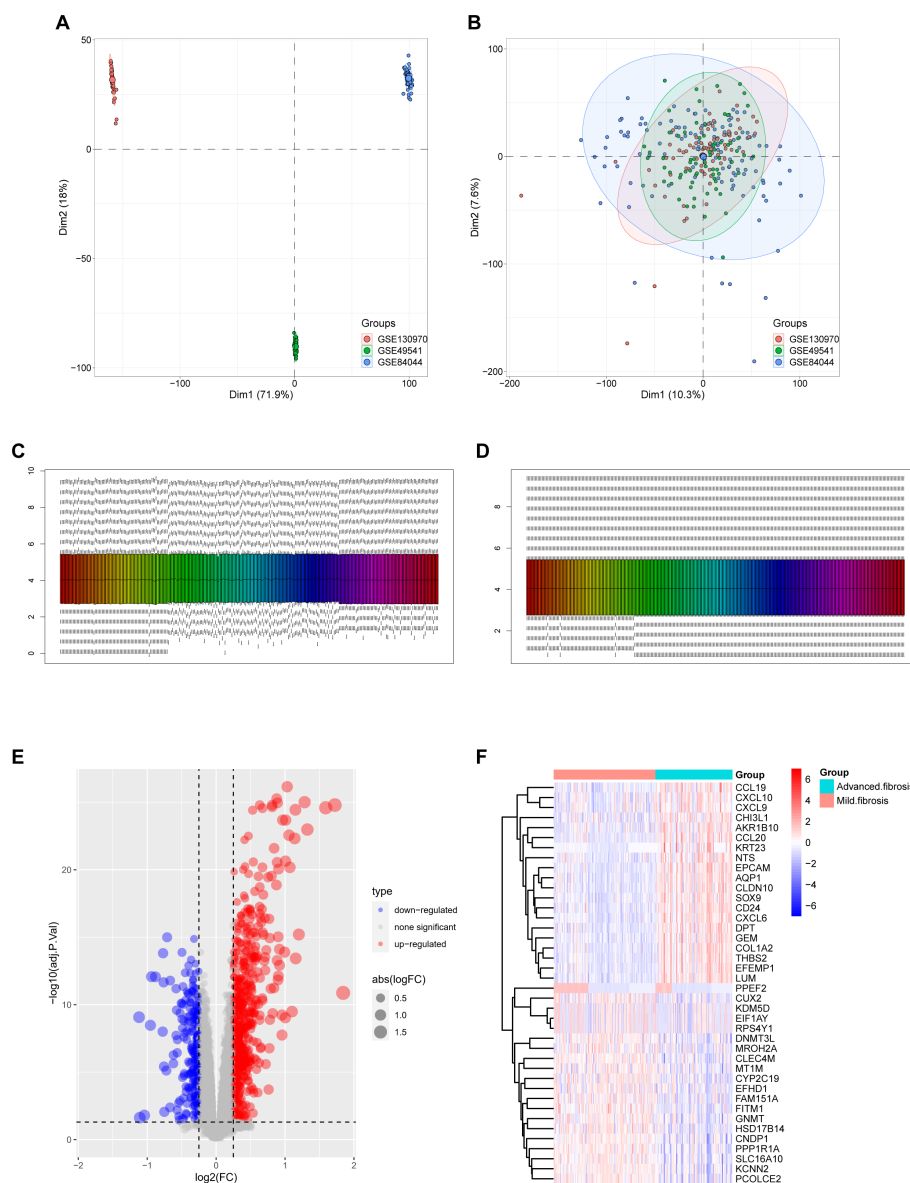 A
50
0
−50
−100
−100
0
100
Dim2 (18%)
Dim1 (71.9%)
Groups
GSE130970
GSE49541
GSE84044
B
100
0
−100
−200
−200
−100
0
100
Dim2 (7.6%)
Dim1 (10.3%)
Groups
GSE130970
GSE49541
GSE84044
C
10
8
6
4
2
0
D
8
6
4
2
E
20
10
0
−2
−1
0
1
2
−log10(adj.P.Val)
log2(FC)
type
down−regulated
none significant
up−regulated
abs(logFC)
0.5
1.0
1.5
F
Group
CCL19
CXCL10
CXCL9
CHI3L1
AKR1B10
CCL20
KRT23
NTS
EPCAM
AQP1
CLDN10
SOX9
CD24
CXCL6
DPT
GEM
COL1A2
THBS2
EFEMP1
LUM
PPEF2
CUX2
KDM5D
EIF1AY
RPS4Y1
DNMT3L
MROH2A
CLEC4M
MT1M
CYP2C19
EFHD1
FAM151A
FITM1
GNMT
HSD17B14
CNDP1
PPP1R1A
SLC16A10
KCNN2
PCOLCE2
6
4
2
0
−2
−4
−6
Group
Advanced.fibrosis
Mild.fibrosis